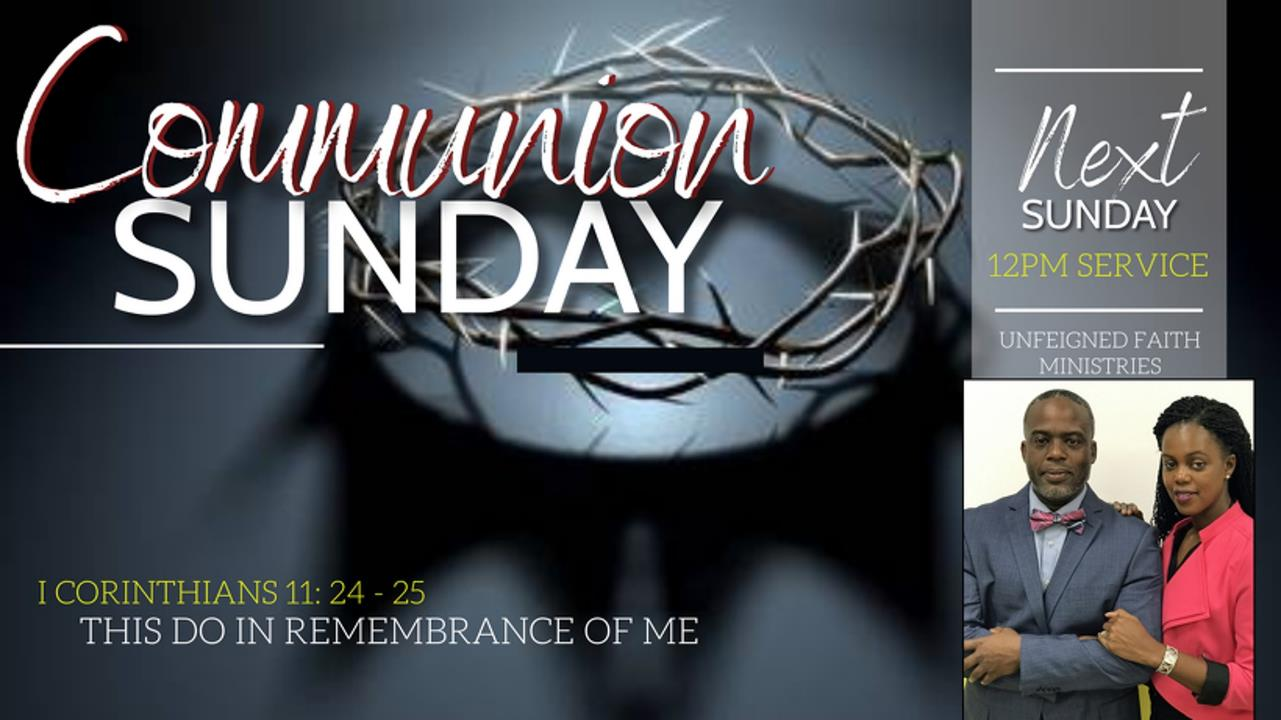 Communion
SUNDAY
Next
SUNDAY
12PM SERVICE
UNFEIGNED FAITH
MINISTRIES
I CORINTHIANS 11: 24 - 25
THIS DO IN REMEMBRANCE OF ME